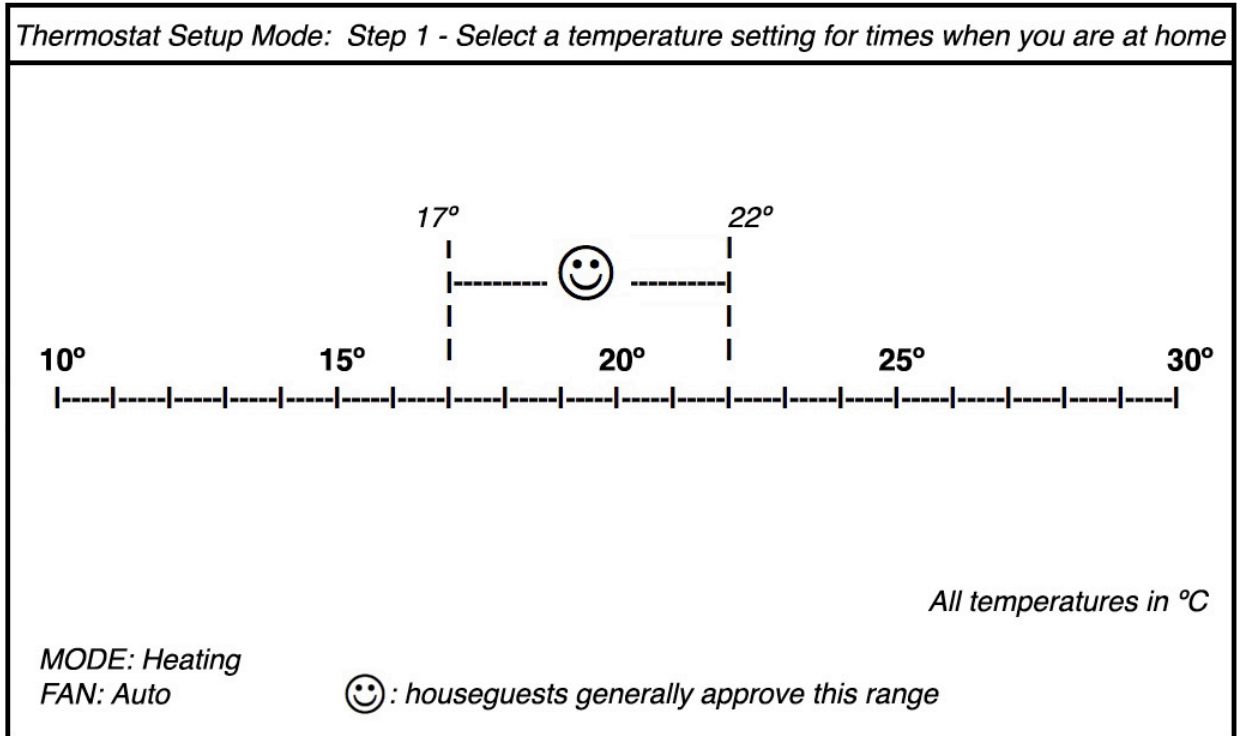 Thermostat Setup Mode: Step 1 - Select a temperature setting for times when you are at home
17º 22º
10º 15º 20º 25º 30º
All temperatures in ºC
MODE: Heating
FAN: Auto : houseguests generally approve this range